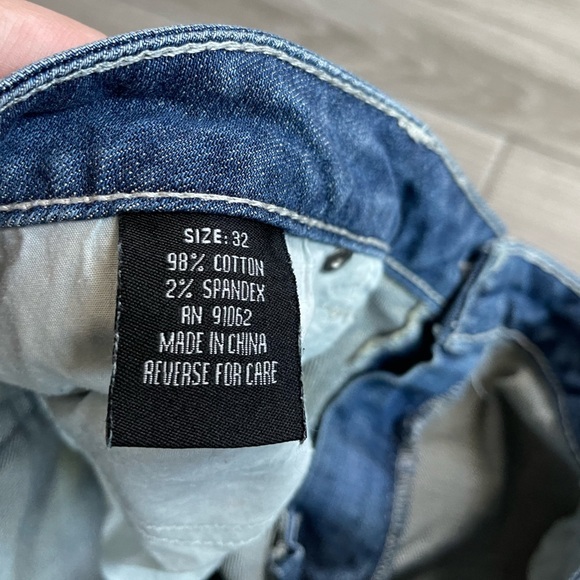 SIZE: 32
98% COTTON
2% SPANDEX
RN 91062
MADE IN CHINA
REVERSE FOR CARE